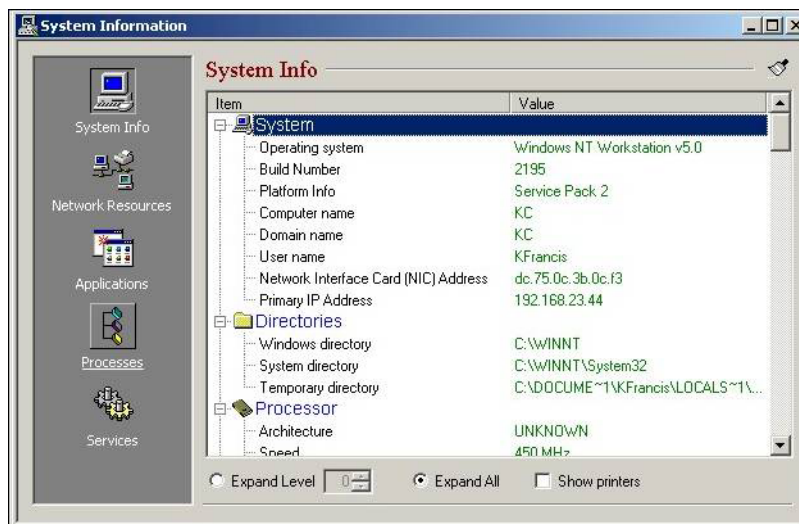 System Information
System Info
Network Resources
Applications
Processes
Services
System Info
Item Value
System
Operating system Windows NT Workstation v5.0
Build Number 2195
Platform Info Service Pack 2
Computer name KC
Domain name KC
User name KFrancis
Network Interface Card (NIC) Address dc.75.0c.3b.0c.f3
Primary IP Address 192.168.23.44
Directories
Windows directory C:\WINNT
System directory C:\WINNT\System32
Temporary directory C:\DOCUME~1\KFrancis\LOCALS~1\...
Processor
Architecture UNKNOWN
Speed 450 MHz
Expand Level 0 Expand All Show printers